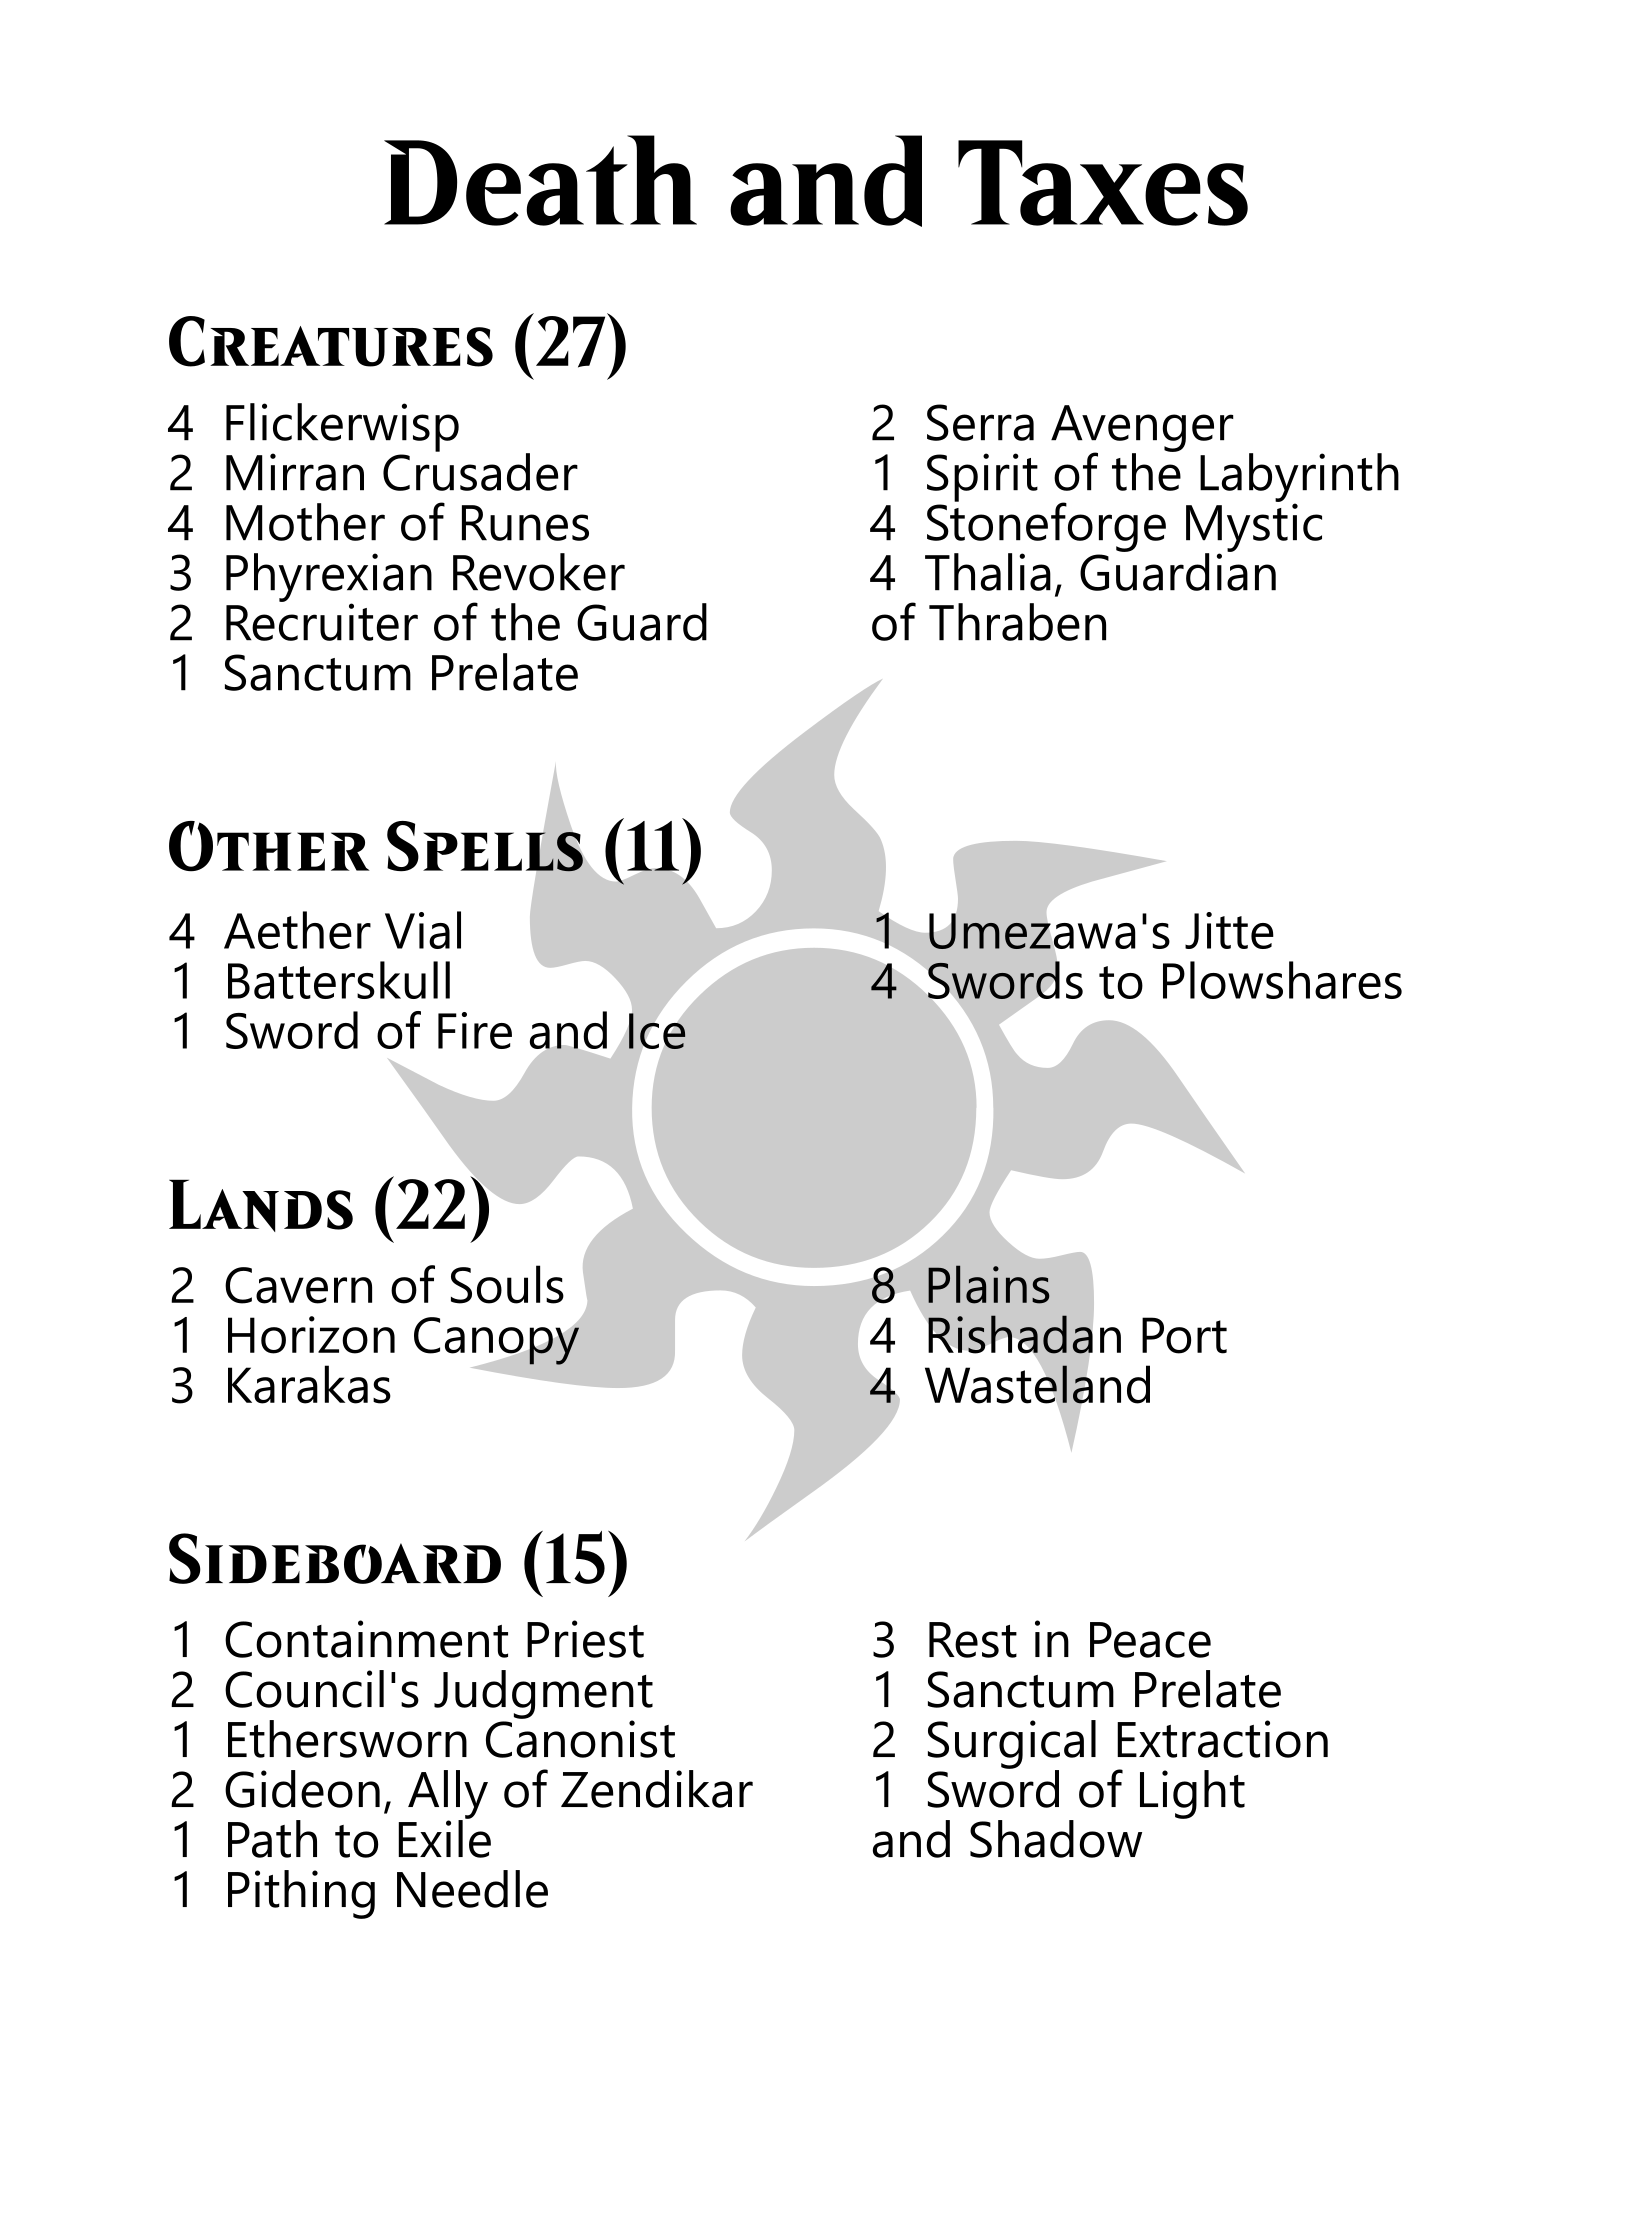 Death and Taxes
Creatures (27)
4 Flickerwisp
2 Mirran Crusader
4 Mother of Runes
3 Phyrexian Revoker
2 Recruiter of the Guard
1 Sanctum Prelate
2 Serra Avenger
1 Spirit of the Labyrinth
4 Stoneforge Mystic
4 Thalia, Guardian
of Thraben
Other Spells (11)
4 Aether Vial
1 Batterskull
1 Sword of Fire and Ice
1 Umezawa's Jitte
4 Swords to Plowshares
Lands (22)
2 Cavern of Souls
1 Horizon Canopy
3 Karakas
8 Plains
4 Rishadan Port
4 Wasteland
Sideboard (15)
1 Containment Priest
2 Council's Judgment
1 Ethersworn Canonist
2 Gideon, Ally of Zendikar
1 Path to Exile
1 Pithing Needle
3 Rest in Peace
1 Sanctum Prelate
2 Surgical Extraction
1 Sword of Light
and Shadow